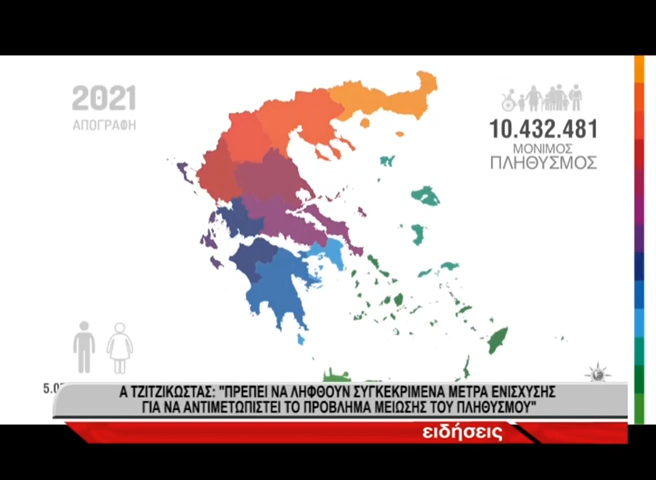 2021
ΑΠΟΓΡΑΦΗ
10.432.481
ΜΟΝΙΜΟΣ
ΠΛΗΘΥΣΜΟΣ
Α ΤΖΙΤΖΙΚΩΣΤΑΣ: "ΠΡΕΠΕΙ ΝΑ ΛΗΦΘΟΥΝ ΣΥΓΚΕΚΡΙΜΕΝΑ ΜΕΤΡΑ ΕΝΙΣΧΥΣΗΣ
ΓΙΑ ΝΑ ΑΝΤΙΜΕΤΩΠΙΣΤΕΙ ΤΟ ΠΡΟΒΛΗΜΑ ΜΕΙΩΣΗΣ ΤΟΥ ΠΛΗΘΥΣΜΟΥ"
ειδήσεις